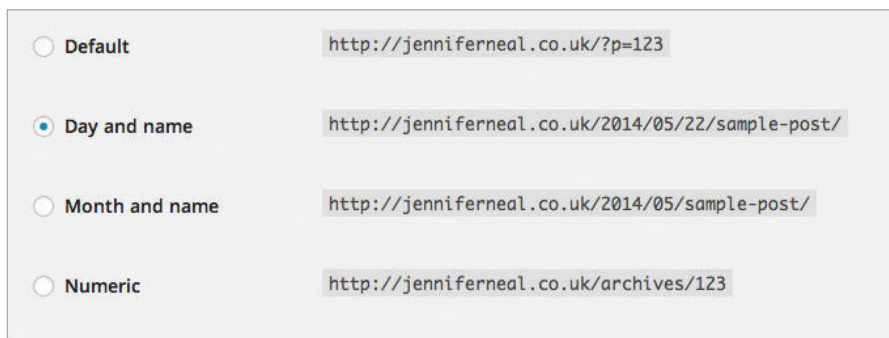 Default http://jenniferneal.co.uk/?p=123
Day and name http://jenniferneal.co.uk/2014/05/22/sample-post/
Month and name http://jenniferneal.co.uk/2014/05/sample-post/
Numeric http://jenniferneal.co.uk/archives/123